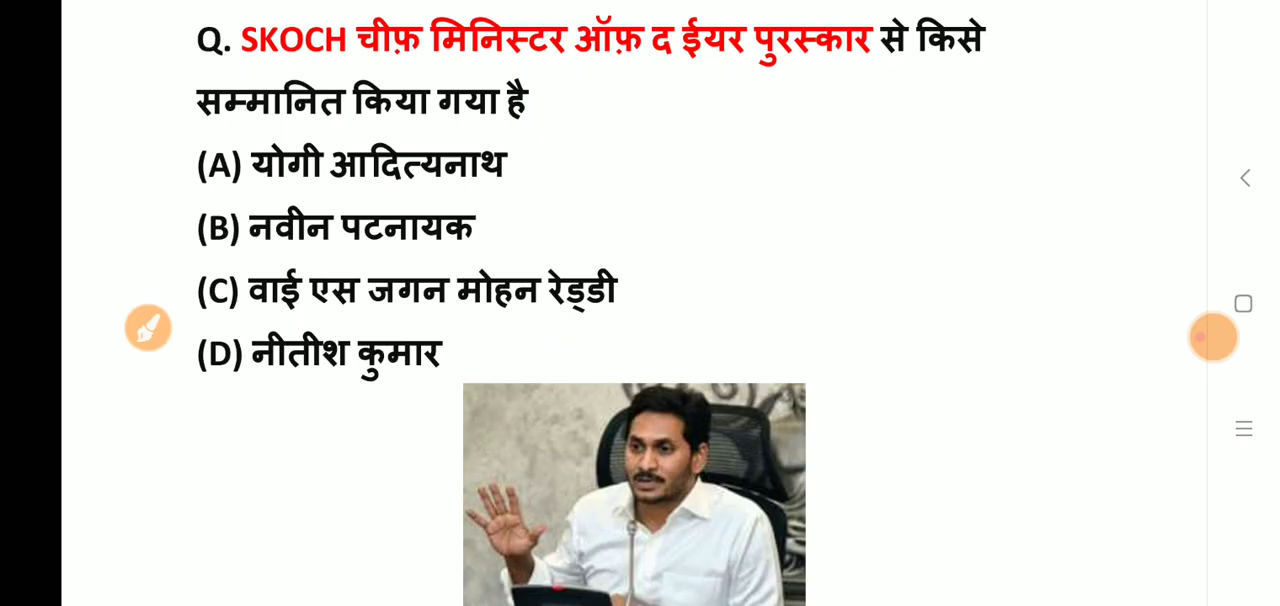 Q. SKOCH चीफ़ मिनिस्टर ऑफ़ द ईयर पुरस्कार से किसे
सम्मानित किया गया है
(A) योगी आदित्यनाथ
(B) नवीन पटनायक
(C) वाई एस जगन मोहन रेड्डी
(D) नीतीश कुमार